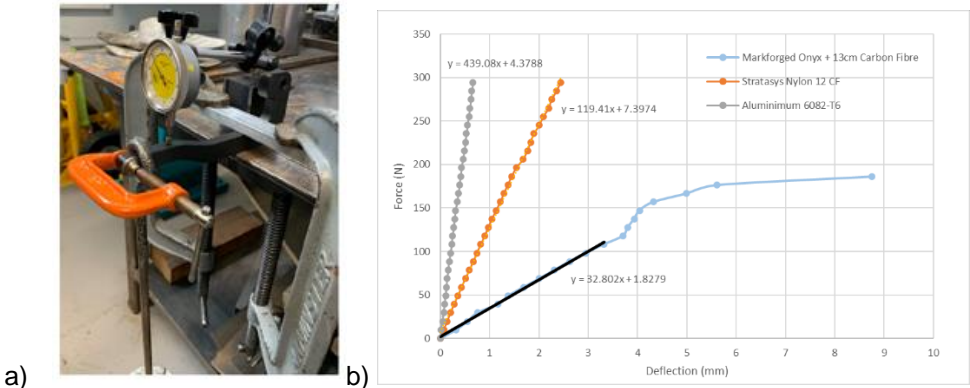 350
300
250
200
150
100
50
0
Force (N)
y = 439.08x + 4.3788
y = 119.41x + 7.3974
y = 32.802x + 1.8279
Markforged Onyx + 13cm Carbon Fibre
Stratasys Nylon 12 CF
Aluminimum 6082-T6
0 1 2 3 4 5 6 7 8 9 10
Deflection (mm)
a) b)